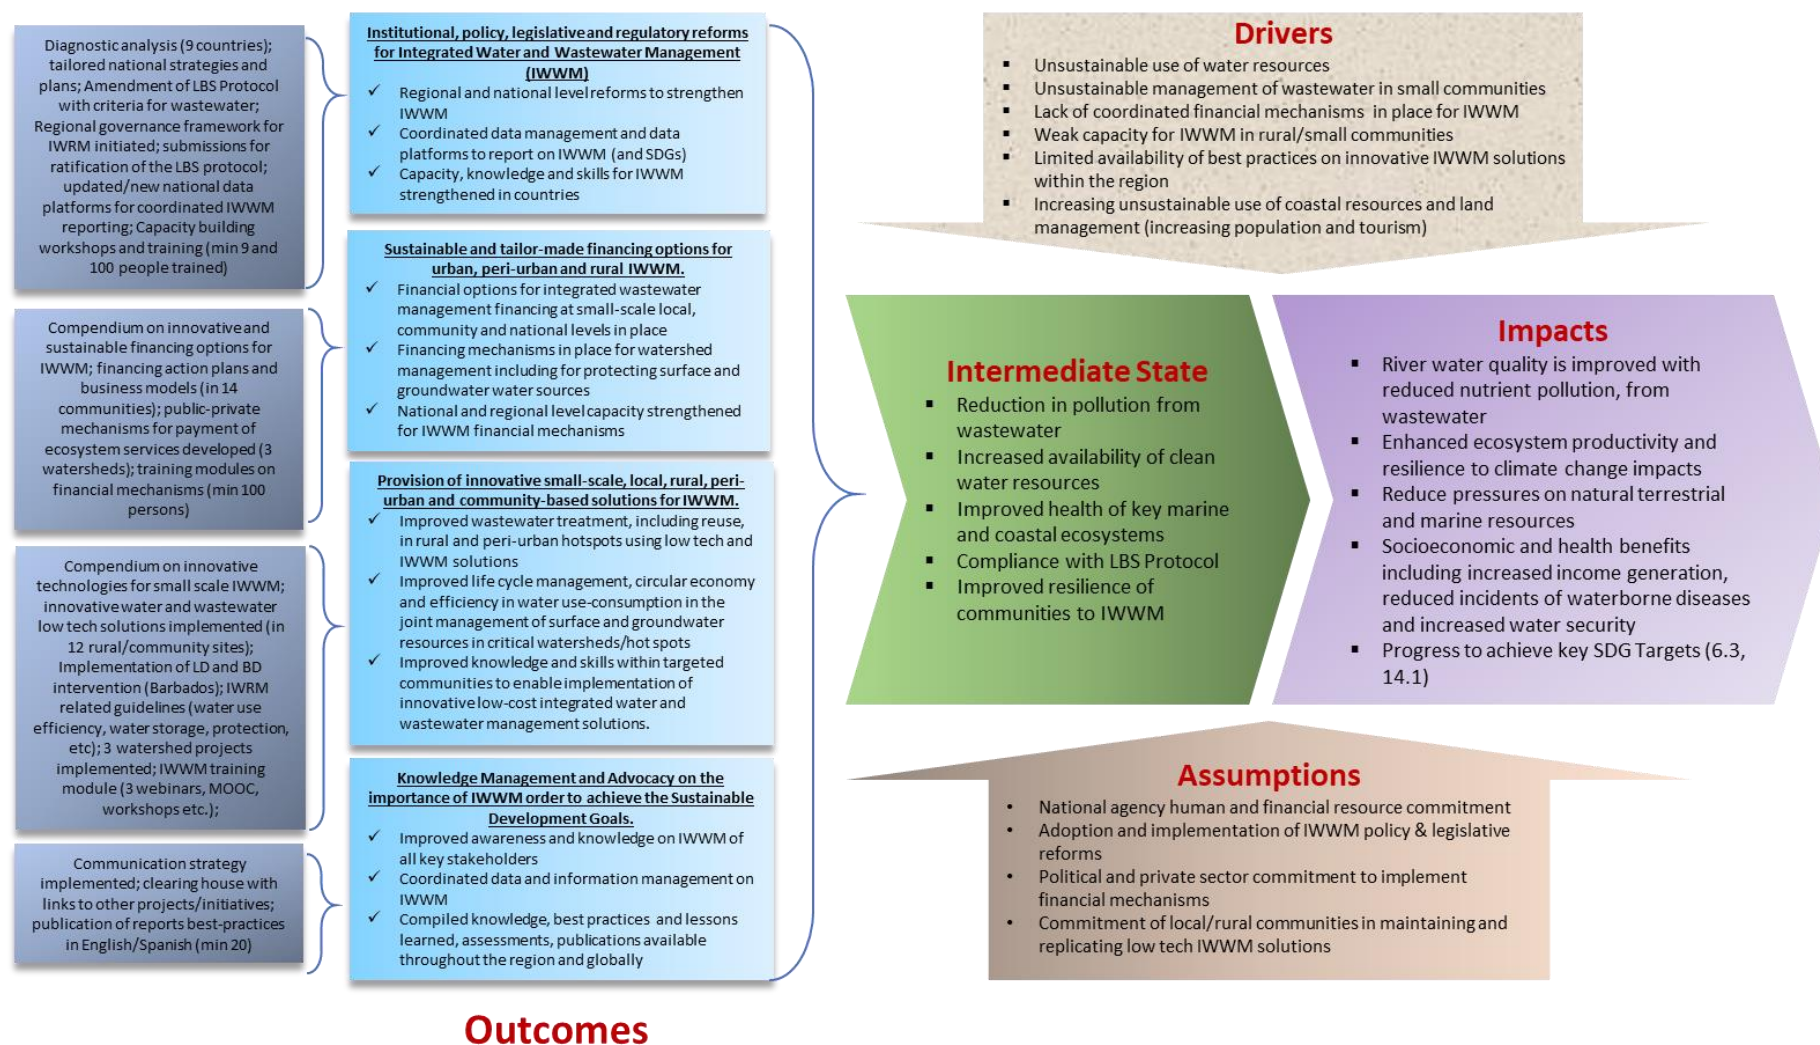 Diagnostic analysis (9 countries);
tailored national strategies and
plans; Amendment of LBS Protocol
with criteria for wastewater;
Regional governance framework for
IWRM initiated; submissions for
ratification of the LBS protocol;
updated/new national data
platforms for coordinated IWWM
reporting; Capacity building
workshops and training (min 9 and
100 people trained)
Compendium on innovative and
sustainable financing options for
IWWM; financing action plans and
business models (in 14
communities); public-private
mechanisms for payment of
ecosystem services developed (3
watersheds); training modules on
financial mechanisms (min 100
persons)
Compendium on innovative
technologies for small scale IWWM;
innovative water and wastewater
low tech solutions implemented (in
12 rural/community sites);
Implementation of LD and BD
intervention (Barbados); IWRM
related guidelines (water use
efficiency, water storage, protection,
etc); 3 watershed projects
implemented; IWWM training
module (3 webinars, MOOC,
workshops etc.);
Communication strategy
implemented; clearing house with
links to other projects/initiatives;
publication of reports best-practices
in English/Spanish (min 20)
Institutional, policy, legislative and regulatory reforms
for Integrated Water and Wastewater Management
(IWWM)
✓ Regional and national level reforms to strengthen
IWWM
✓ Coordinated data management and data
platforms to report on IWWM (and SDGs)
✓ Capacity, knowledge and skills for IWWM
strengthened in countries
Sustainable and tailor-made financing options for
urban, peri-urban and rural IWWM.
✓ Financial options for integrated wastewater
management financing at small-scale local,
community and national levels in place
✓ Financing mechanisms in place for watershed
management including for protecting surface and
groundwater water sources
✓ National and regional level capacity strengthened
for IWWM financial mechanisms
Provision of innovative small-scale, local, rural, peri-
urban and community-based solutions for IWWM.
✓ Improved wastewater treatment, including reuse,
in rural and peri-urban hotspots using low tech and
IWWM solutions
✓ Improved life cycle management, circular economy
and efficiency in water use-consumption in the
joint management of surface and groundwater
resources in critical watersheds/hot spots
✓ Improved knowledge and skills within targeted
communities to enable implementation of
innovative low-cost integrated water and
wastewater management solutions.
Knowledge Management and Advocacy on the
importance of IWWM order to achieve the Sustainable
Development Goals.
✓ Improved awareness and knowledge on IWWM of
all key stakeholders
✓ Coordinated data and information management on
IWWM
✓ Compiled knowledge, best practices and lessons
learned, assessments, publications available
throughout the region and globally
Outcomes
Drivers
▪ Unsustainable use of water resources
▪ Unsustainable management of wastewater in small communities
▪ Lack of coordinated financial mechanisms in place for IWWM
▪ Weak capacity for IWWM in rural/small communities
▪ Limited availability of best practices on innovative IWWM solutions
within the region
▪ Increasing unsustainable use of coastal resources and land
management (increasing population and tourism)
Intermediate State
▪ Reduction in pollution from
wastewater
▪ Increased availability of clean
water resources
▪ Improved health of key marine
and coastal ecosystems
▪ Compliance with LBS Protocol
▪ Improved resilience of
communities to IWWM
Impacts
▪ River water quality is improved with
reduced nutrient pollution, from
wastewater
▪ Enhanced ecosystem productivity and
resilience to climate change impacts
▪ Reduce pressures on natural terrestrial
and marine resources
▪ Socioeconomic and health benefits
including increased income generation,
reduced incidents of waterborne diseases
and increased water security
▪ Progress to achieve key SDG Targets (6.3,
14.1)
Assumptions
• National agency human and financial resource commitment
• Adoption and implementation of IWWM policy & legislative
reforms
• Political and private sector commitment to implement
financial mechanisms
• Commitment of local/rural communities in maintaining and
replicating low tech IWWM solutions